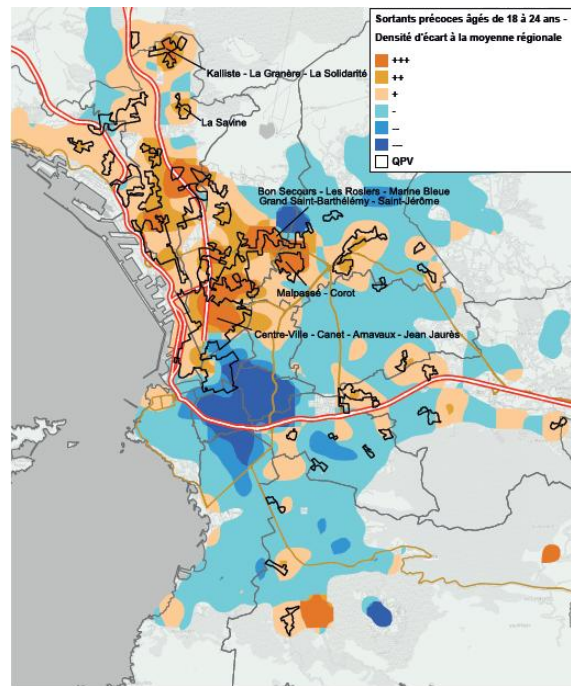 Sortants précoces âgés de 18 à 24 ans -
Densité d'écart à la moyenne régionale
+++
++
+
-
--
---
QPV
Kalliste - La Granère - La Solidarité
La Savine
Bon Secours - Les Rosiers - Marine Bleue
Grand Saint-Barthélémy - Saint-Jérôme
Malpassé - Corot
Centre-Ville - Canet - Arnavaux - Jean Jaurès